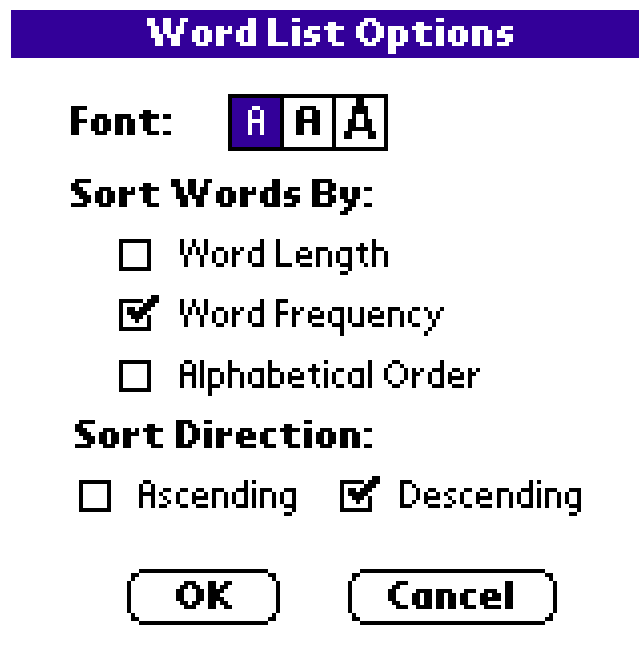 Word List Options
Font: A A A
Sort Words By:
Word Length
Word Frequency
Alphabetical Order
Sort Direction:
Ascending Descending
OK Cancel